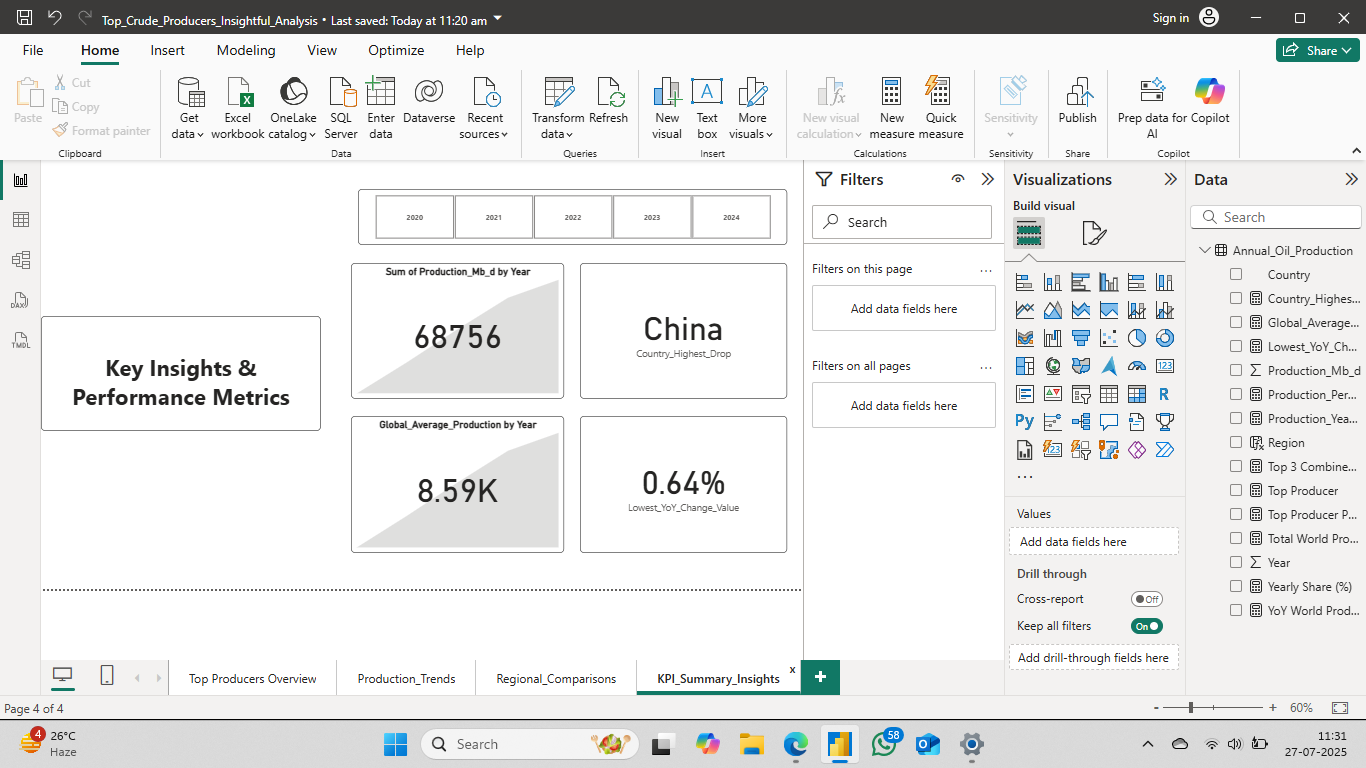 Top_Crude_Producers_Insightful_Analysis • Last saved: Today at 11:20 am
Sign in
File
Home
Insert
Modeling
View
Optimize
Help
Share
Paste
Cut
Copy
Format painter
Clipboard
Get data
Excel workbook
OneLake catalog
SQL Server
Enter data
Dataverse
Recent sources
Data
Transform data
Refresh
Queries
New visual
Text box
More visuals
Insert
New visual calculation
New measure
Quick measure
Calculations
Sensitivity
Sensitivity
Publish
Share
Prep data for AI
Copilot
Copilot
DAX
TMDL
2020
2021
2022
2023
2024
Key Insights &
Performance Metrics
Sum of Production_Mb_d by Year
68756
China
Country_Highest_Drop
Global_Average_Production by Year
8.59K
0.64%
Lowest_YoY_Change_Value
Filters
Search
Filters on this page
...
Add data fields here
Filters on all pages
...
Add data fields here
Visualizations
Build visual
123
R
Py
123
...
Values
Add data fields here
Drill through
Cross-report
Off
Keep all filters
On
Add drill-through fields here
Data
Search
Annual_Oil_Production
Country
Country_Highes...
Global_Average...
Lowest_YoY_Ch...
Production_Mb_d
Production_Per...
Production_Yea...
Region
Top 3 Combine...
Top Producer
Top Producer P...
Total World Pro...
Year
Yearly Share (%)
YoY World Prod...
Top Producers Overview
Production_Trends
Regional_Comparisons
KPI_Summary_Insights
x
+
Page 4 of 4
- + 60%
4
26°C
Haze
Search
58
11:31
27-07-2025